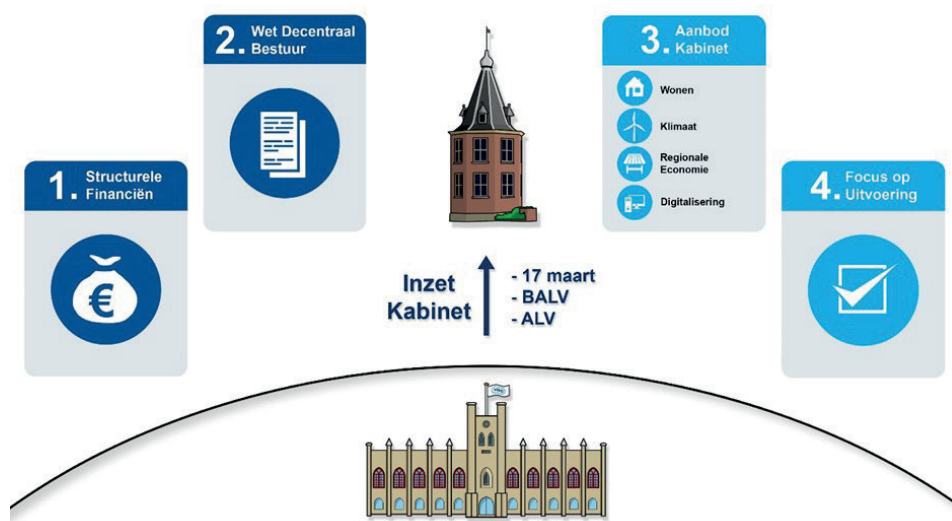 1. Structurele
Financiën
€
2. Wet Decentraal
Bestuur
3. Aanbod
Kabinet
Wonen
Klimaat
Regionale
Economie
Digitalisering
4. Focus op
Uitvoering
Inzet
Kabinet
- 17 maart
- BALV
- ALV